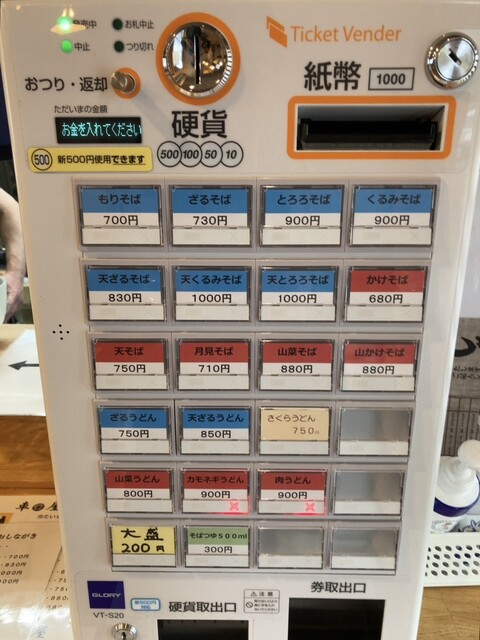 発売中
お札中止
中止
つり切れ
Ticket Vender
おつり・返却
紙幣 1000
ただいまの金額
お金を入れてください
硬貨
500 100 50 10
500 新500円使用できます
もりそば
700円
ざるそば
730円
とろろそば
900円
くるみそば
900円
天ざるそば
830円
天くるみそば
1000円
天とろろそば
1000円
かけそば
680円
天そば
750円
月見そば
710円
山菜そば
880円
山かけそば
880円
ざるうどん
750円
天ざるうどん
850円
さくらうどん
750円
山菜うどん
800円
カモネギうどん
900円
肉うどん
900円
大盛
200円
そばつゆ500ml
300円
GLORY
VT-S20
硬貨取出口
注意
券取出口
おしながき